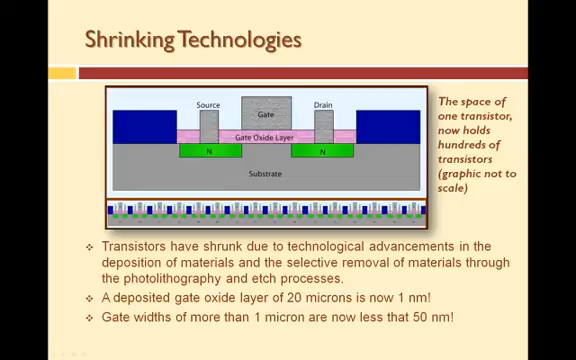 Shrinking Technologies
Source
Drain
Gate
Gate Oxide Layer
N
N
Substrate
The space of
one transistor,
now holds
hundreds of
transistors
(graphic not to
scale)
❖ Transistors have shrunk due to technological advancements in the
deposition of materials and the selective removal of materials through
the photolithography and etch processes.
❖ A deposited gate oxide layer of 20 microns is now 1 nm!
❖ Gate widths of more than 1 micron are now less that 50 nm!